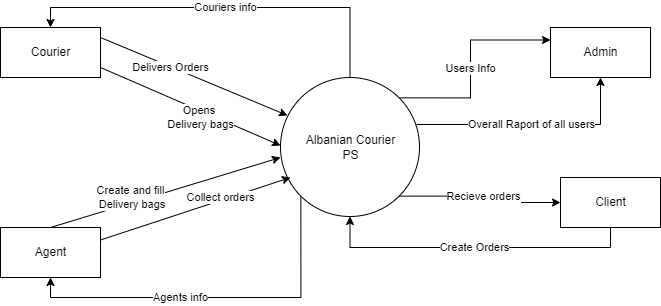 Couriers info
Courier
Delivers Orders
Opens
Delivery bags
Users Info
Admin
Overall Raport of all users
Albanian Courier
PS
Create and fill
Delivery bags
Collect orders
Recieve orders
Client
Agent
Create Orders
Agents info